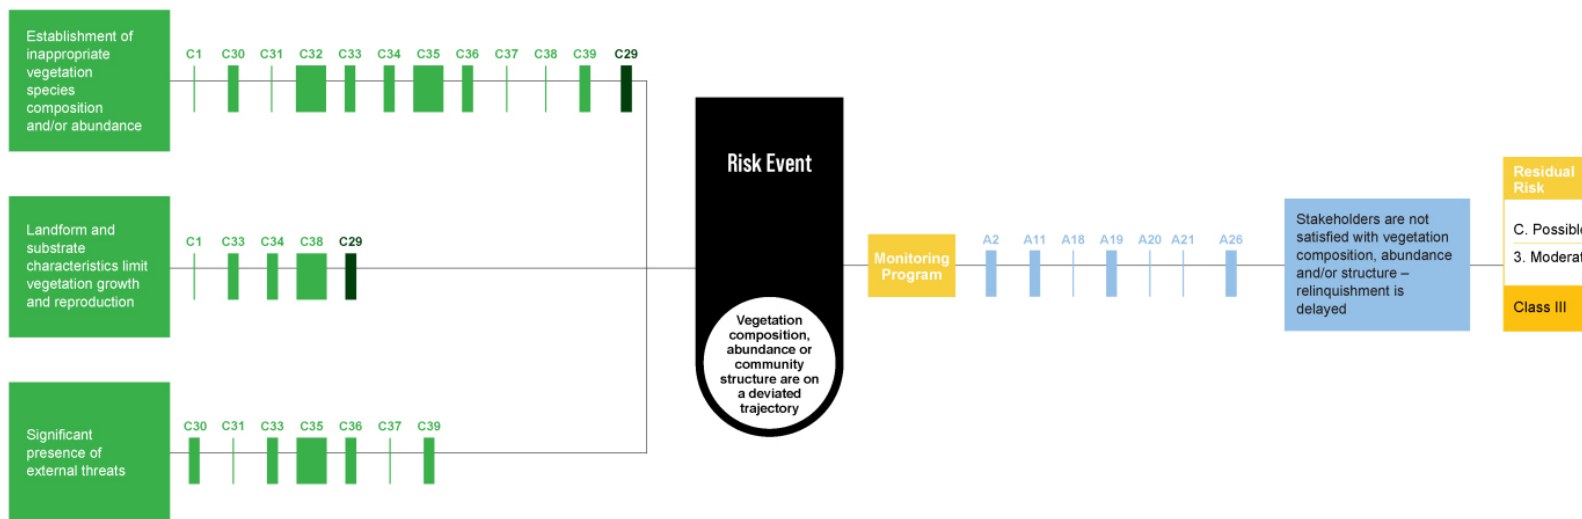 Establishment of
inappropriate
vegetation
species
composition
and/or abundance
C1 C30 C31 C32 C33 C34 C35 C36 C37 C38 C39 C29
Landform and
substrate
characteristics limit
vegetation growth
and reproduction
C1 C33 C34 C38 C29
Significant
presence of
external threats
C30 C31 C33 C35 C36 C37 C39
Risk Event
Vegetation
composition,
abundance or
community
structure are on
a deviated
trajectory
Monitoring
Program
A2 A11 A18 A19 A20 A21 A26
Stakeholders are not
satisfied with vegetation
composition, abundance
and/or structure –
relinquishment is
delayed
Residual
Risk
C. Possible
3. Moderat
Class III